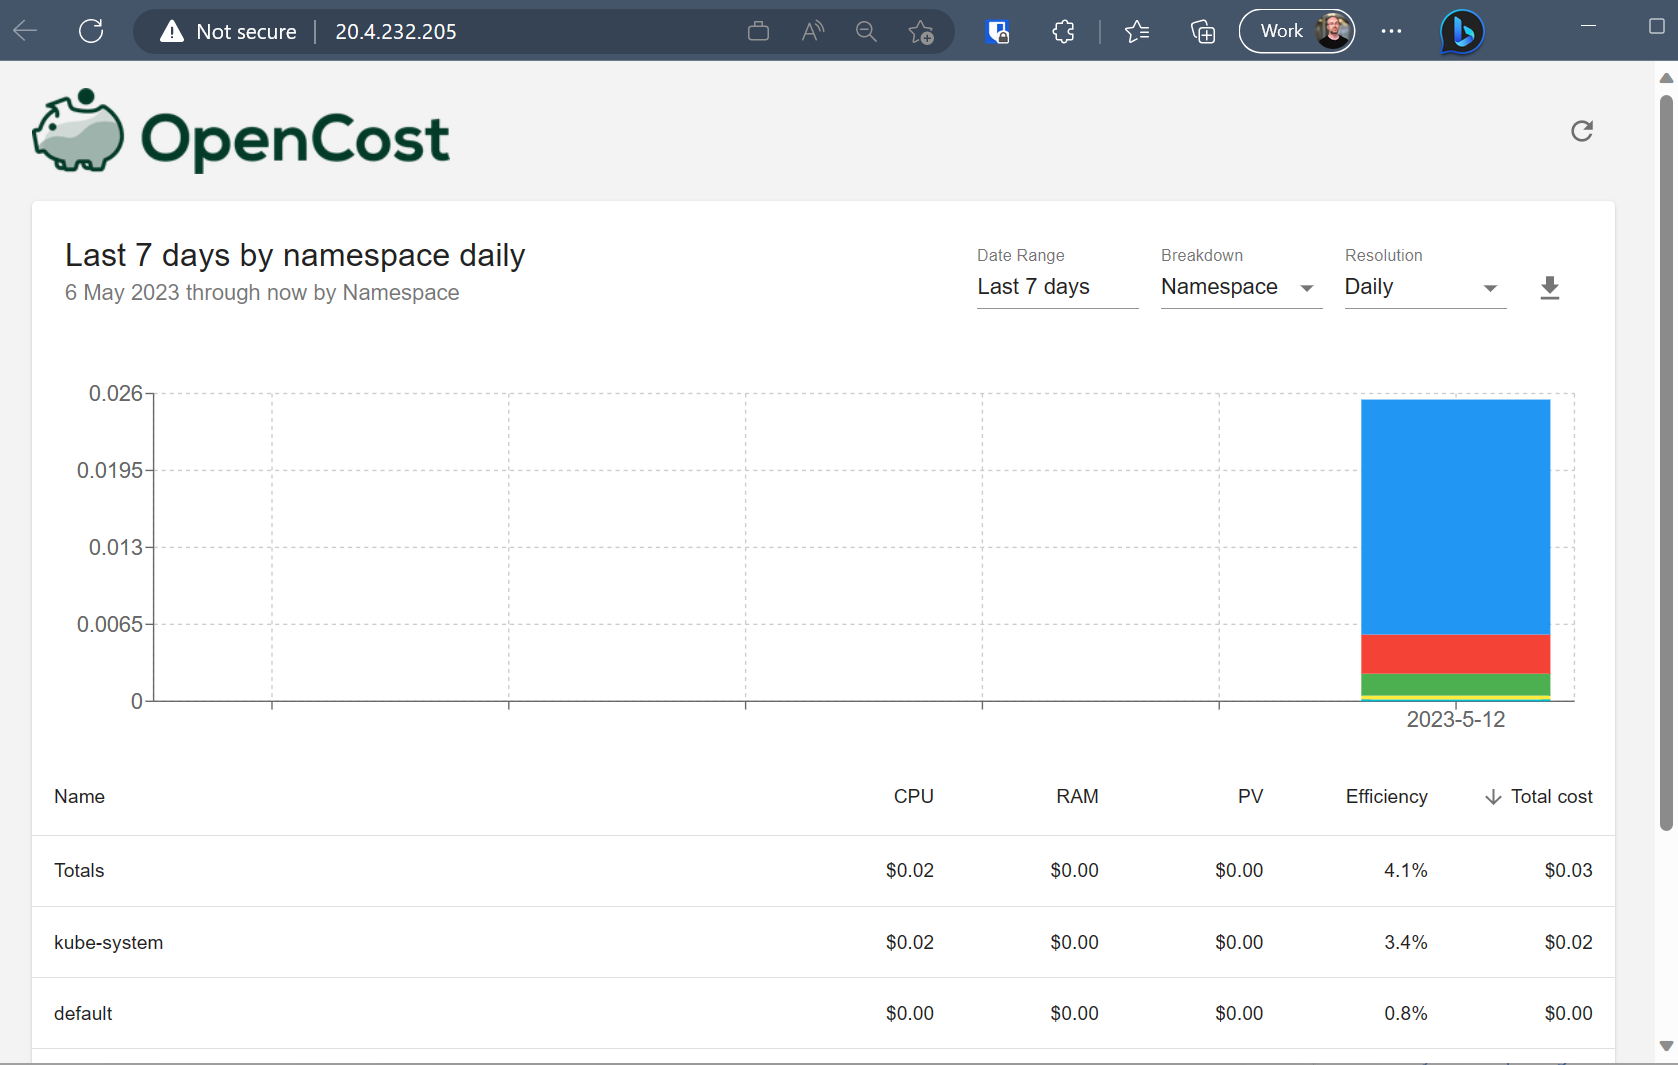 Not secure
20.4.232.205
Work
OpenCost
Last 7 days by namespace daily
6 May 2023 through now by Namespace
Date Range
Last 7 days
Breakdown
Namespace
Resolution
Daily
0.026
0.0195
0.013
0.0065
0
2023-5-12
Name CPU RAM PV Efficiency Total cost
Totals $0.02 $0.00 $0.00 4.1% $0.03
kube-system $0.02 $0.00 $0.00 3.4% $0.02
default $0.00 $0.00 $0.00 0.8% $0.00